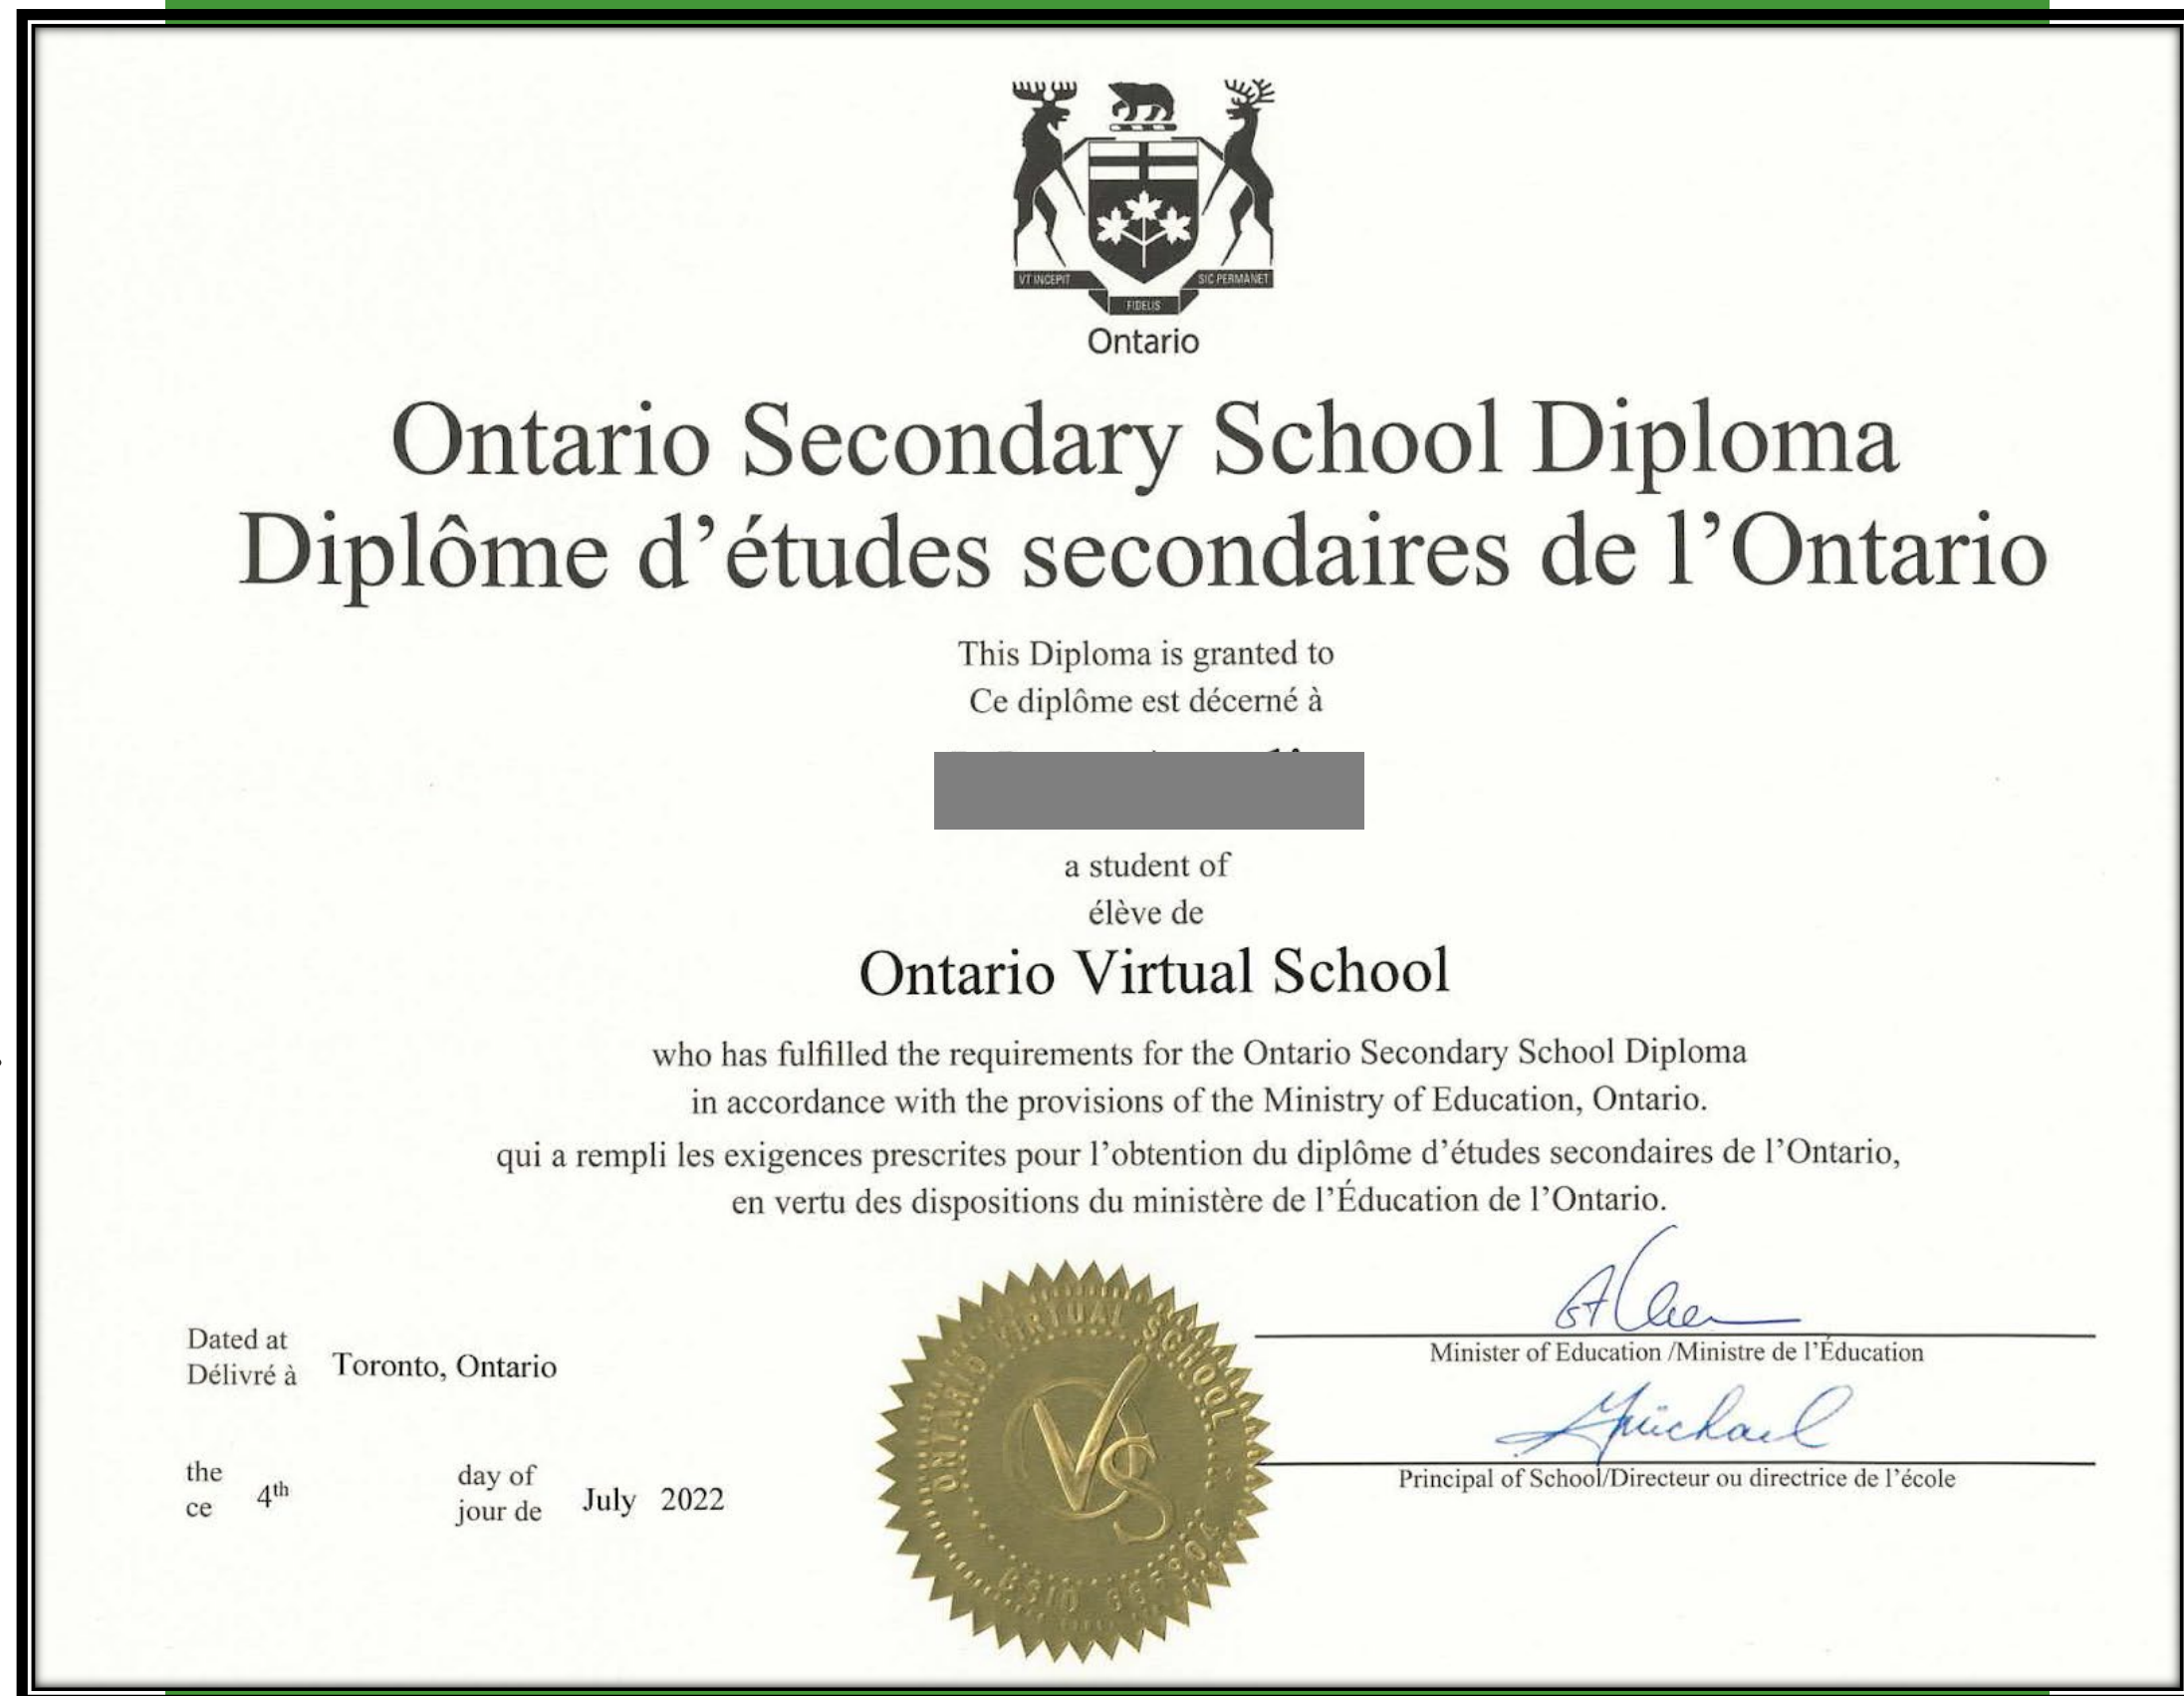 VT INCEPIT
SIC PERMANET
FIDELIS
Ontario
Ontario Secondary School Diploma
Diplôme d’études secondaires de l’Ontario
This Diploma is granted to
Ce diplôme est décerné à
a student of
élève de
Ontario Virtual School
who has fulfilled the requirements for the Ontario Secondary School Diploma
in accordance with the provisions of the Ministry of Education, Ontario.
qui a rempli les exigences prescrites pour l’obtention du diplôme d’études secondaires de l’Ontario,
en vertu des dispositions du ministère de l’Éducation de l’Ontario.
Dated at
Délivré à
Toronto, Ontario
the
ce
4th
day of
jour de
July 2022
ONTARIO VIRTUAL SCHOOL
VS
Minister of Education /Ministre de l’Éducation
Principal of School/Directeur ou directrice de l’école